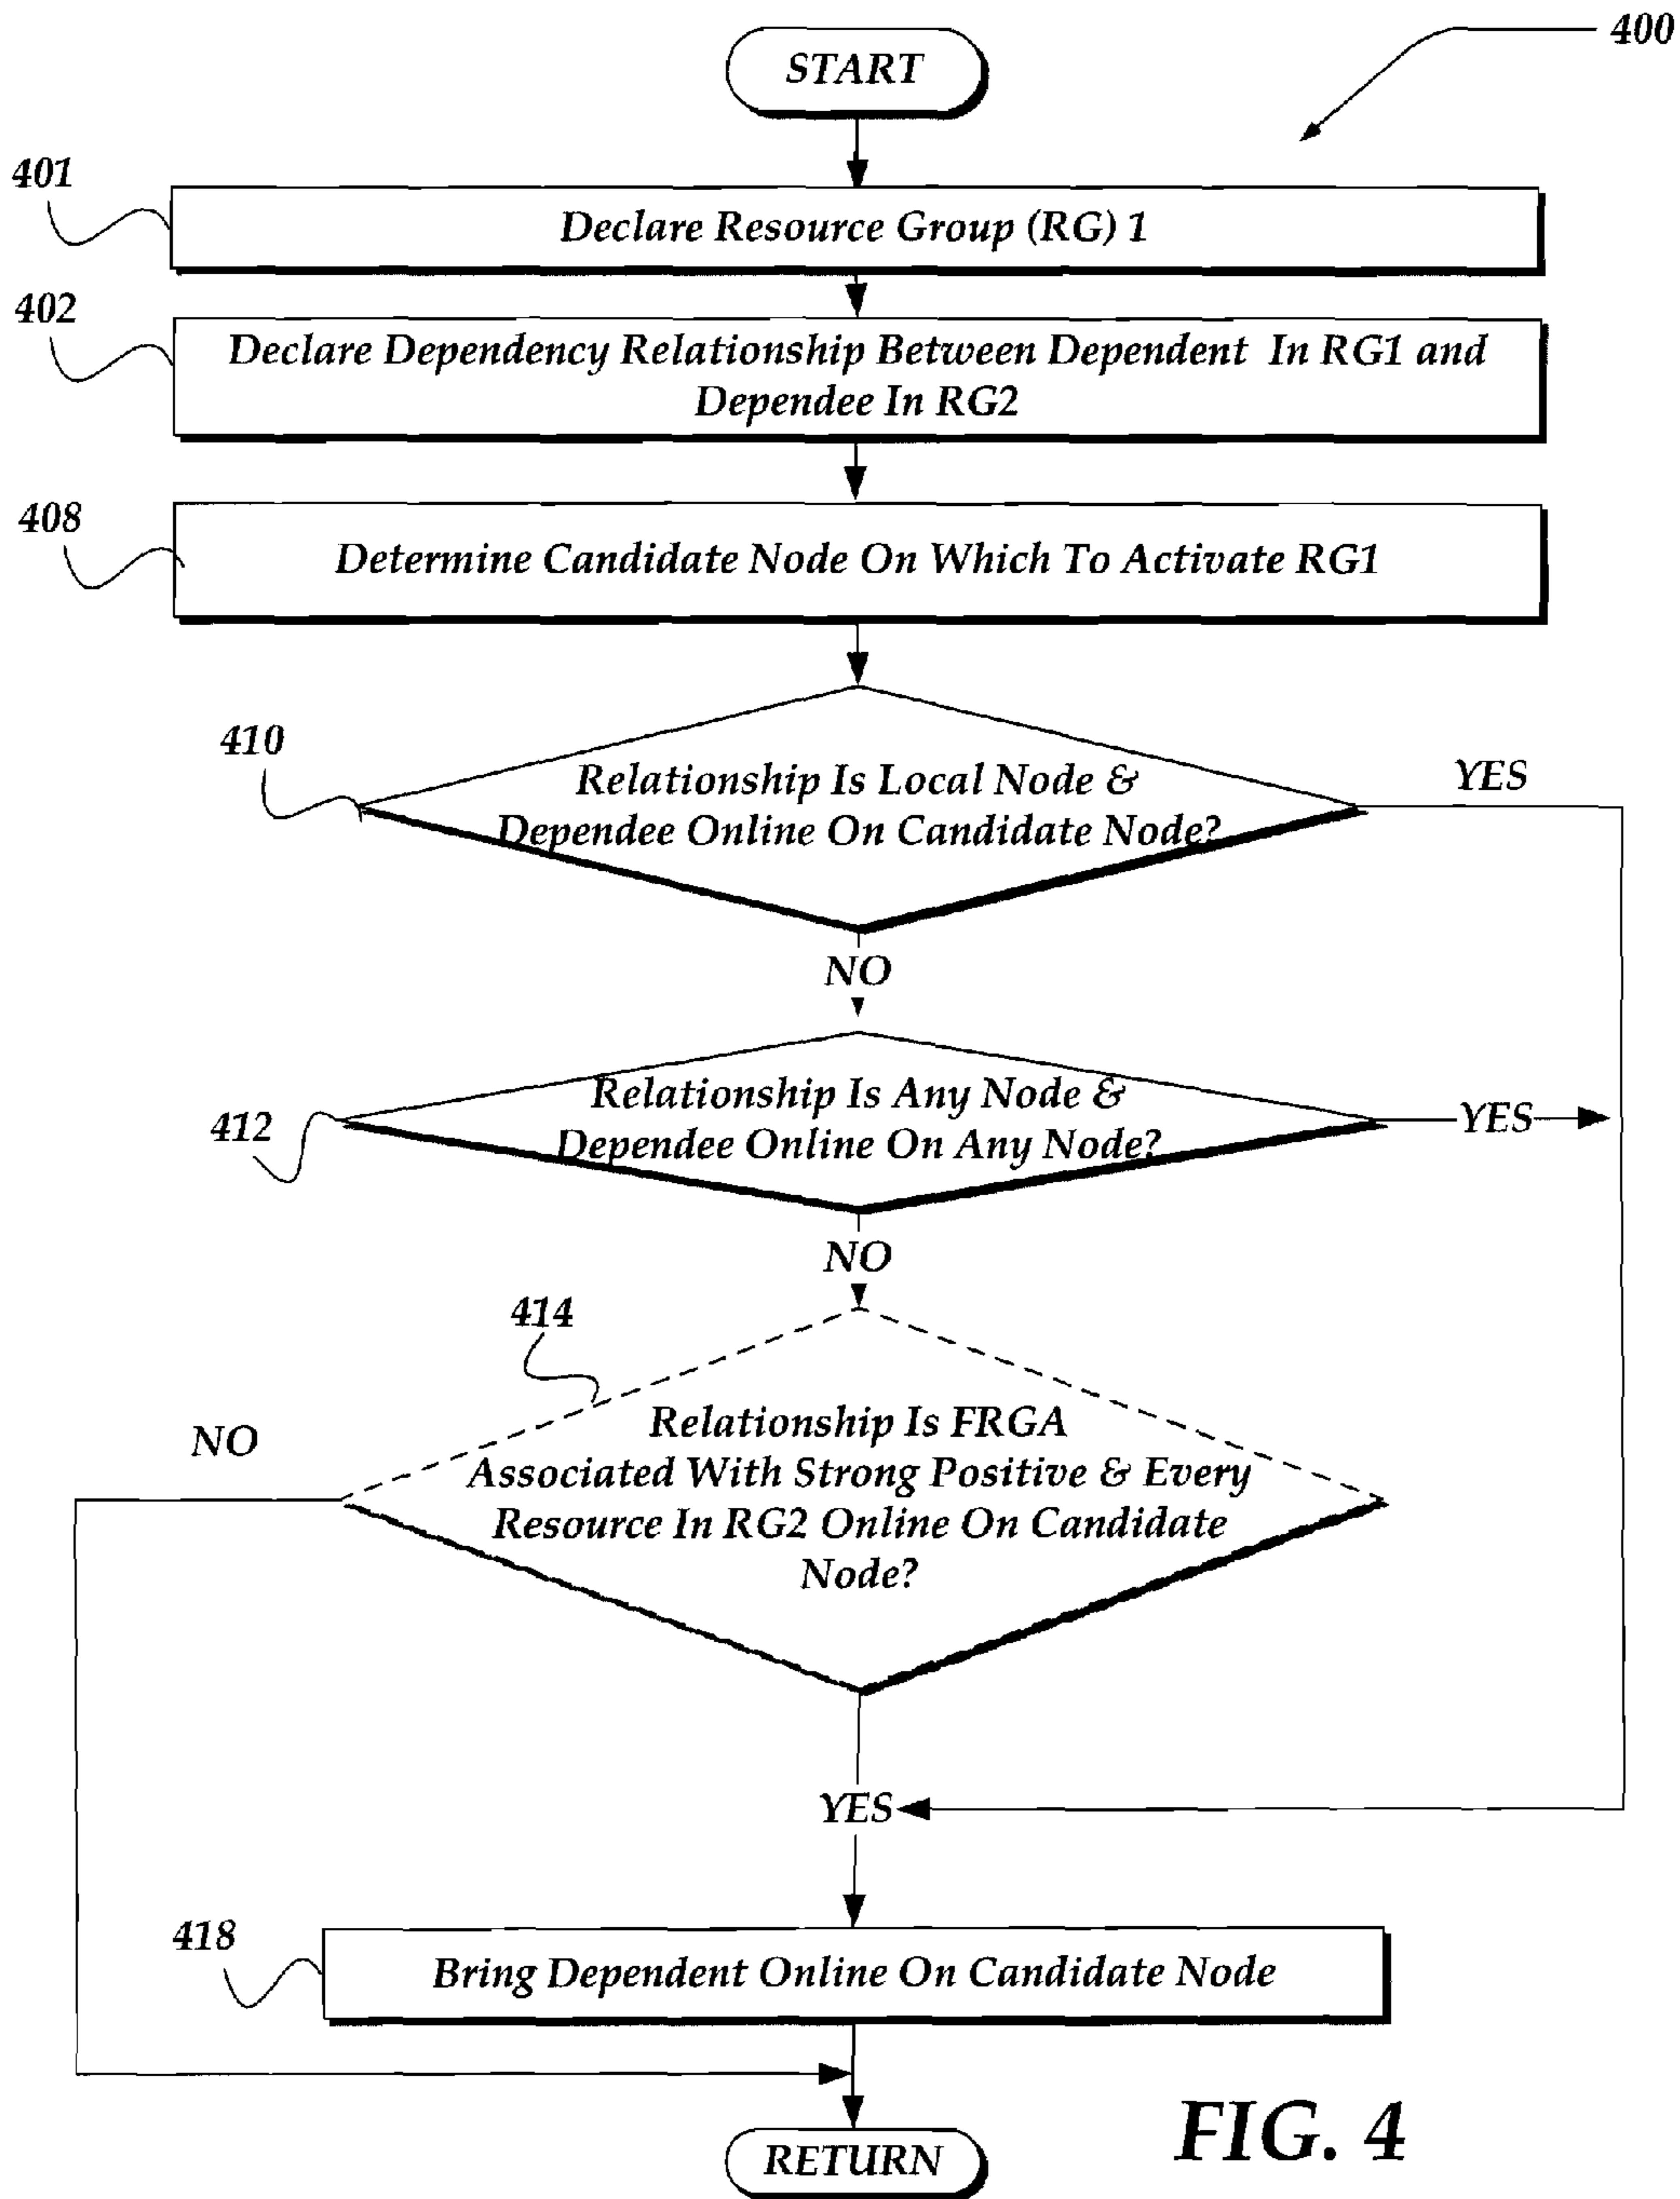 400
START
401
Declare Resource Group (RG) 1
402
Declare Dependency Relationship Between Dependent In RG1 and
Dependee In RG2
408
Determine Candidate Node On Which To Activate RG1
410
Relationship Is Local Node &
Dependee Online On Candidate Node?
YES
NO
412
Relationship Is Any Node &
Dependee Online On Any Node?
YES
NO
414
Relationship Is FRGA
Associated With Strong Positive & Every
Resource In RG2 Online On Candidate
Node?
NO
YES
418
Bring Dependent Online On Candidate Node
RETURN
FIG. 4